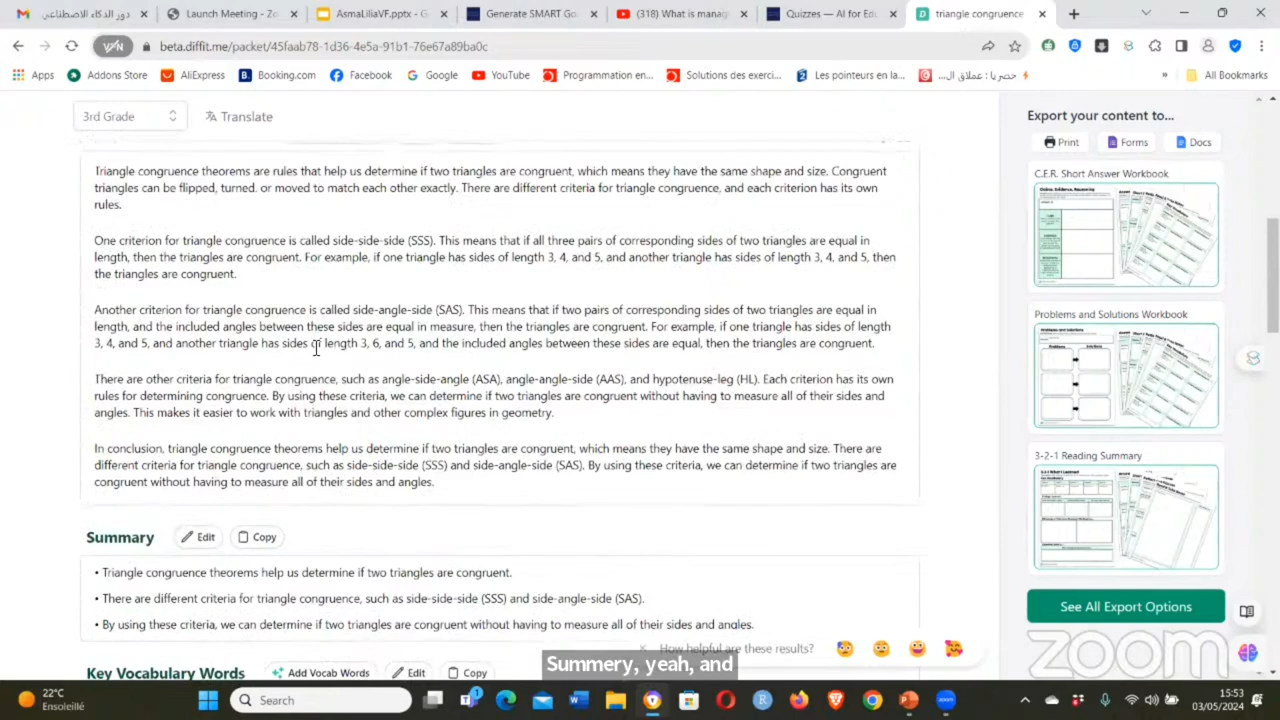 دور الذكاء الاصطناعي
Launch Meeting - Zo
AsmaLiliaVF.pptx - G
Generate SMART Go
(318) What is manag
Quizzes — AI for Edu
triangle congruence
beta.diffit.me/packet/45faab78-1d36-4e5a-91b1-76e67a89ba0c
Apps
Addons Store
AliExpress
Booking.com
Facebook
Google
YouTube
Programmation en...
Solutions des exerci...
Les pointeurs en la...
حصريا : عملاق ال...
»
All Bookmarks
3rd Grade
Translate
Triangle congruence theorems are rules that help us determine if two triangles are congruent, which means they have the same shape and size. Congruent
triangles can be flipped, turned, or moved to match each other exactly. There are different criteria for triangle congruence, and each criterion has its own
rules.
One criterion for triangle congruence is called side-side-side (SSS). This means that if all three pairs of corresponding sides of two triangles are equal in
length, then the triangles are congruent. For example, if one triangle has sides of length 3, 4, and 5, and another triangle has sides of length 3, 4, and 5, then
the triangles are congruent.
Another criterion for triangle congruence is called side-angle-side (SAS). This means that if two pairs of corresponding sides of two triangles are equal in
length, and the included angles between these sides are equal in measure, then the triangles are congruent. For example, if one triangle has sides of length
3, 4, and 5, and another triangle has sides of length and the included angles between these sides are equal, then the triangles are congruent.
There are other criteria for triangle congruence, such as angle-side-angle (ASA), angle-angle-side (AAS), and hypotenuse-leg (HL). Each criterion has its own
rules for determining congruence. By using these criteria, we can determine if two triangles are congruent without having to measure all of their sides and
angles. This makes it easier to work with triangles and other complex figures in geometry.
In conclusion, triangle congruence theorems help us determine if two triangles are congruent, which means they have the same shape and size. There are
different criteria for triangle congruence, such as side-side-side (SSS) and side-angle-side (SAS). By using these criteria, we can determine if two triangles are
congruent without having to measure all of their sides and angles.
Summary
Edit
Copy
• Triangle congruence theorems help us determine if two triangles are congruent.
• There are different criteria for triangle congruence, such as side-side-side (SSS) and side-angle-side (SAS).
• By using these criteria, we can determine if two triangles are congruent without having to measure all of their sides and angles.
How helpful are these results?
Key Vocabulary Words
Add Vocab Words
Edit
Copy
Summery, yeah, and
Export your content to...
Print
Forms
Docs
C.E.R. Short Answer Workbook
Claim, Evidence, Reasoning
Problems and Solutions Workbook
Problems and Solutions
3-2-1 Reading Summary
See All Export Options
zoom
22°C
Ensoleillé
Search
15:53
03/05/2024